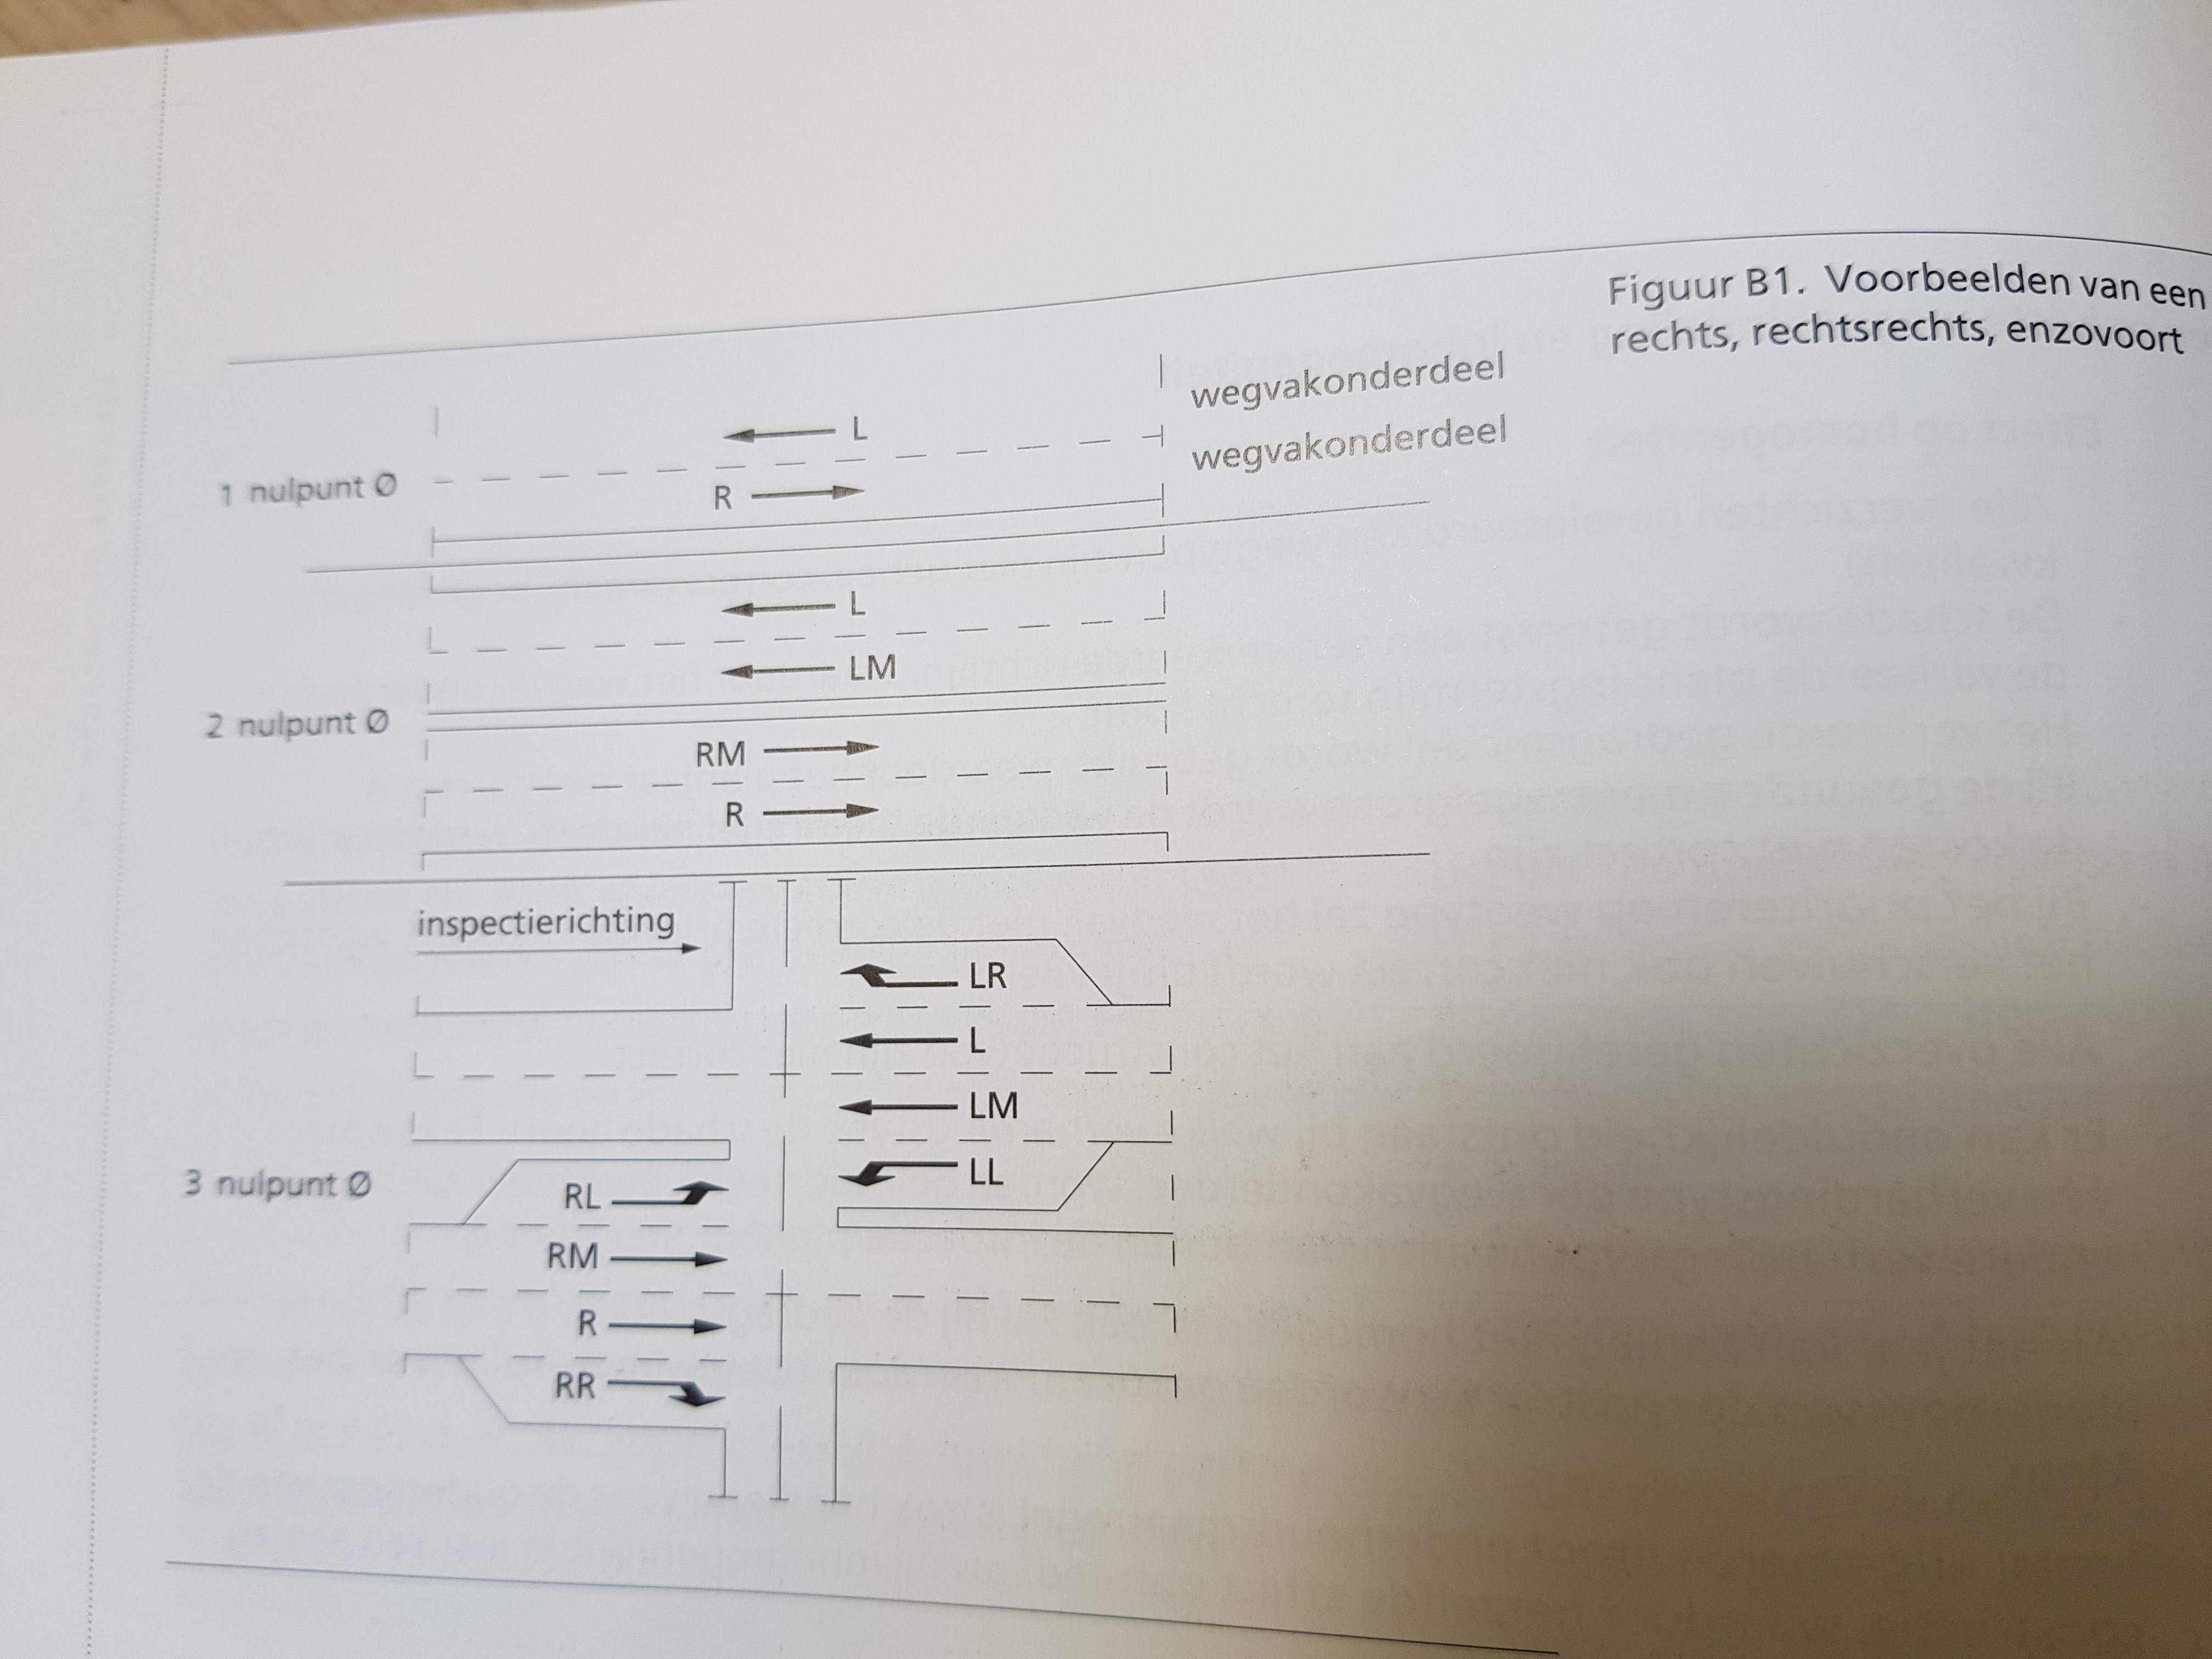 Figuur B1. Voorbeelden van een
rechts, rechtsrechts, enzovoort
wegvakonderdeel
L
wegvakonderdeel
1 nulpunt Ø
R
L
LM
2 nulpunt Ø
RM
R
inspectierichting
LR
L
LM
LL
3 nulpunt Ø
RL
RM
R
RR